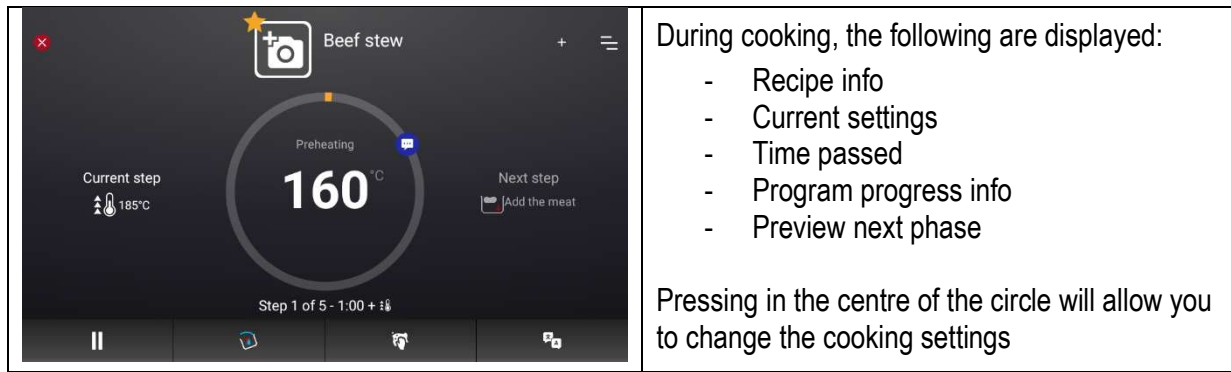 Beef stew
+
Preheating
160 °C
Current step
185°C
Next step
Add the meat
Step 1 of 5 - 1:00 +
During cooking, the following are displayed:
- Recipe info
- Current settings
- Time passed
- Program progress info
- Preview next phase
Pressing in the centre of the circle will allow you
to change the cooking settings